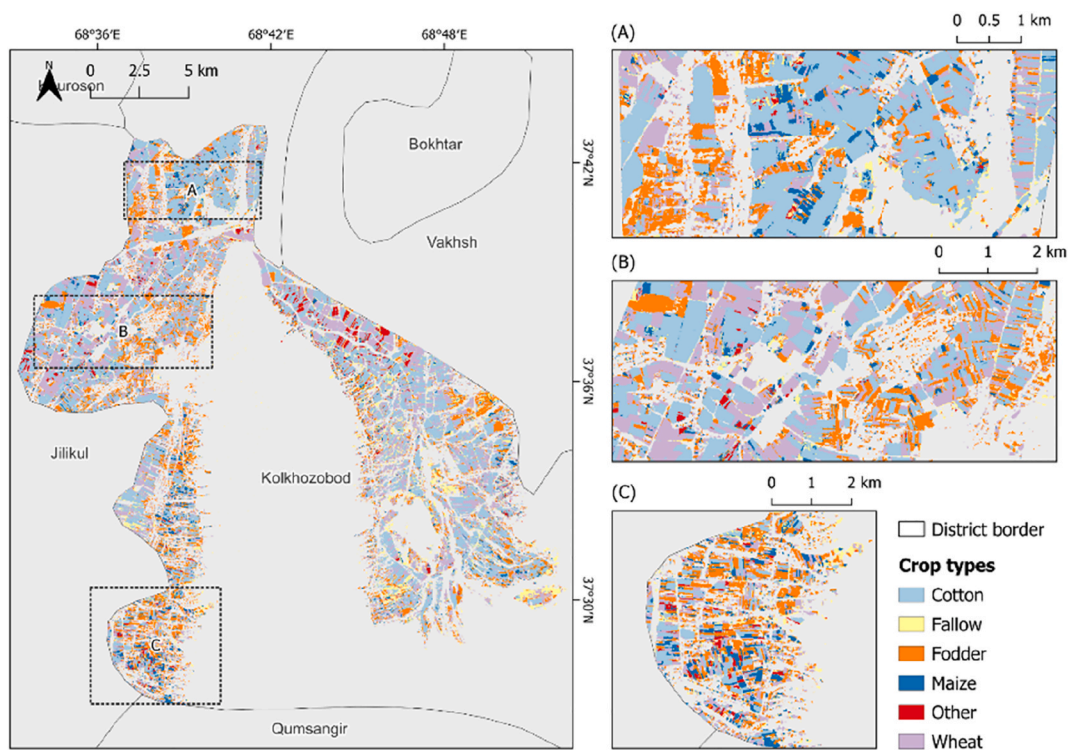 68°36'E 68°42'E 68°48'E
N
0 2.5 5 km
Bokhtar
A
Vakhsh
B
Jilikul
Kolkhozobod
C
Qumsangir
37°42'N
37°36'N
37°30'N
(A)
0 0.5 1 km
(B)
0 1 2 km
(C)
0 1 2 km
District border
Crop types
Cotton
Fallow
Fodder
Maize
Other
Wheat